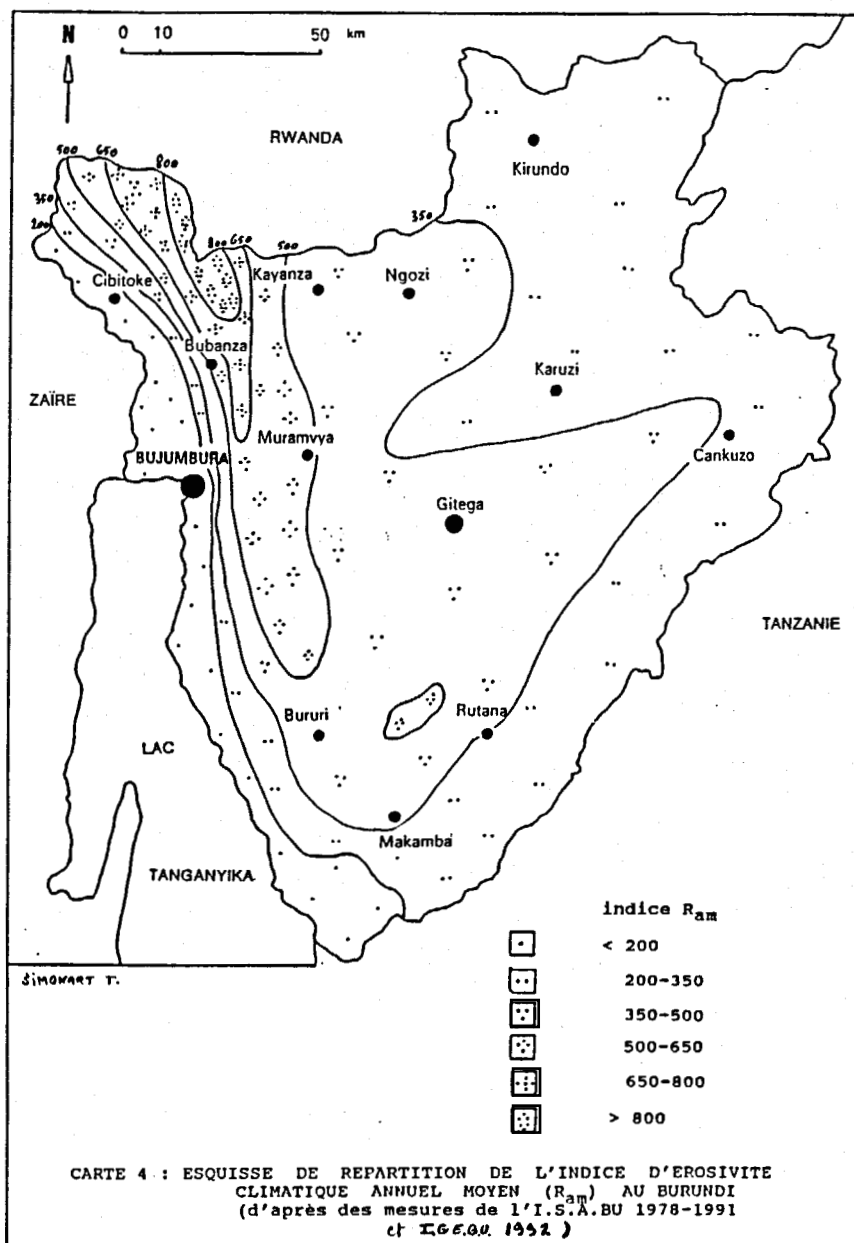 N
0 10 50 km
RWANDA
500 650 800
350
200
800 650 500 350
Kirundo
Cibitoke
Kayanza
Ngozi
Bubanza
Karuzi
ZAÏRE
Muramvya
Cankuzo
BUJUMBURA
Gitega
TANZANIE
Bururi
Rutana
LAC
Makamba
TANGANYIKA
SIMONART T.
indice Ram
< 200
200-350
350-500
500-650
650-800
> 800
CARTE 4 : ESQUISSE DE REPARTITION DE L'INDICE D'EROSIVITE
CLIMATIQUE ANNUEL MOYEN (Ram) AU BURUNDI
(d'après des mesures de l'I.S.A.BU 1978-1991
et I.GE.B.U. 1992 )